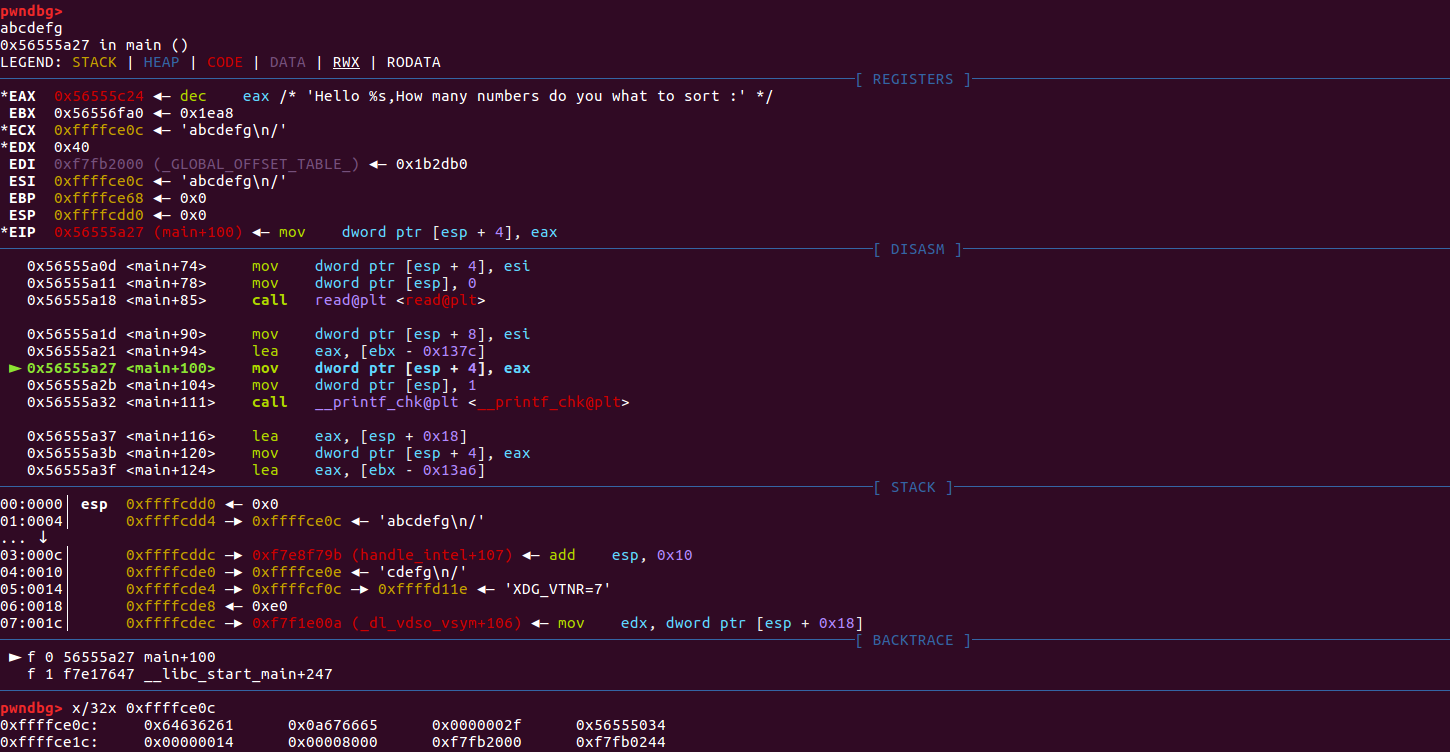 pwndbg>
abcdefg
0x56555a27 in main ()
LEGEND: STACK | HEAP | CODE | DATA | RWX | RODATA
[ REGISTERS ]
*EAX  0x56555c24 ◂— dec    eax /* 'Hello %s,How many numbers do you what to sort :' */
 EBX  0x56556fa0 ◂— 0x1ea8
*ECX  0xffffce0c ◂— 'abcdefg\n/'
*EDX  0x40
 EDI  0xf7fb2000 (_GLOBAL_OFFSET_TABLE_) ◂— 0x1b2db0
 ESI  0xffffce0c ◂— 'abcdefg\n/'
 EBP  0xffffce68 ◂— 0x0
 ESP  0xffffcdd0 ◂— 0x0
*EIP  0x56555a27 (main+100) ◂— mov    dword ptr [esp + 4], eax
[ DISASM ]
   0x56555a0d <main+74>     mov    dword ptr [esp + 4], esi
   0x56555a11 <main+78>     mov    dword ptr [esp], 0
   0x56555a18 <main+85>     call   read@plt <read@plt>
   0x56555a1d <main+90>     mov    dword ptr [esp + 8], esi
   0x56555a21 <main+94>     lea    eax, [ebx - 0x137c]
 ► 0x56555a27 <main+100>    mov    dword ptr [esp + 4], eax
   0x56555a2b <main+104>    mov    dword ptr [esp], 1
   0x56555a32 <main+111>    call   __printf_chk@plt <__printf_chk@plt>
   0x56555a37 <main+116>    lea    eax, [esp + 0x18]
   0x56555a3b <main+120>    mov    dword ptr [esp + 4], eax
   0x56555a3f <main+124>    lea    eax, [ebx - 0x13a6]
[ STACK ]
00:0000│ esp  0xffffcdd0 ◂— 0x0
01:0004│      0xffffcdd4 —▸ 0xffffce0c ◂— 'abcdefg\n/'
... ↓
03:000c│      0xffffcddc —▸ 0xf7e8f79b (handle_intel+107) ◂— add    esp, 0x10
04:0010│      0xffffcde0 —▸ 0xffffce0e ◂— 'cdefg\n/'
05:0014│      0xffffcde4 —▸ 0xffffcf0c —▸ 0xffffd11e ◂— 'XDG_VTNR=7'
06:0018│      0xffffcde8 ◂— 0xe0
07:001c│      0xffffcdec —▸ 0xf7f1e00a (_dl_vdso_vsym+106) ◂— mov    edx, dword ptr [esp + 0x18]
[ BACKTRACE ]
 ► f 0 56555a27 main+100
   f 1 f7e17647 __libc_start_main+247
pwndbg> x/32x 0xffffce0c
0xffffce0c:     0x64636261      0x0a676665      0x0000002f      0x56555034
0xffffce1c:     0x00000014      0x00008000      0xf7fb2000      0xf7fb0244